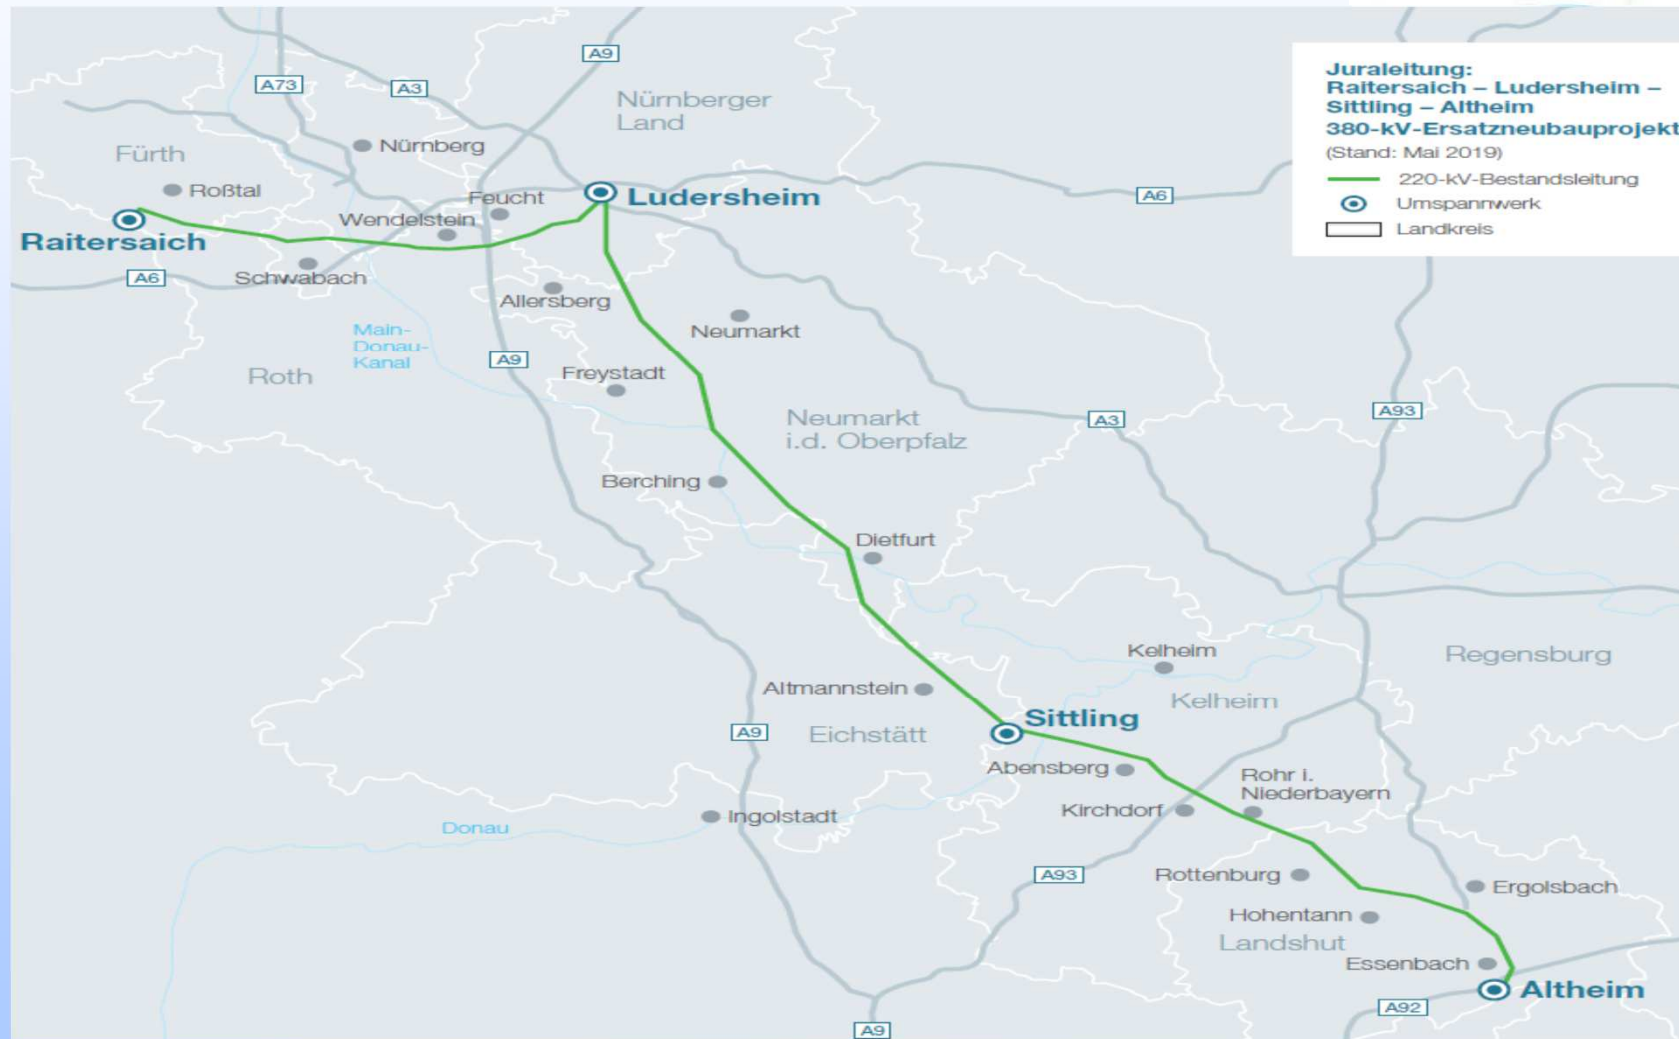 Juraleitung:
Raitersaich – Ludersheim –
Sittling – Altheim
380-kV-Ersatzneubauprojekt
(Stand: Mai 2019)
220-kV-Bestandsleitung
Umspannwerk
Landkreis
A9
A73
A3
Nürnberger
Land
Nürnberg
Fürth
Roßtal
Feucht
Ludersheim
A6
Wendelstein
Raitersaich
A6
Schwabach
Allersberg
Neumarkt
Main-
Donau-
Kanal
A9
Roth
Freystadt
Neumarkt
i.d. Oberpfalz
A3
A93
Berching
Dietfurt
Kelheim
Regensburg
Altmannstein
Kelheim
Sittling
A9
Eichstätt
Abensberg
Rohr i.
Niederbayern
Kirchdorf
Ingolstadt
Donau
A93
Rottenburg
Ergolsbach
Hohentann
Landshut
Essenbach
Altheim
A92
A9